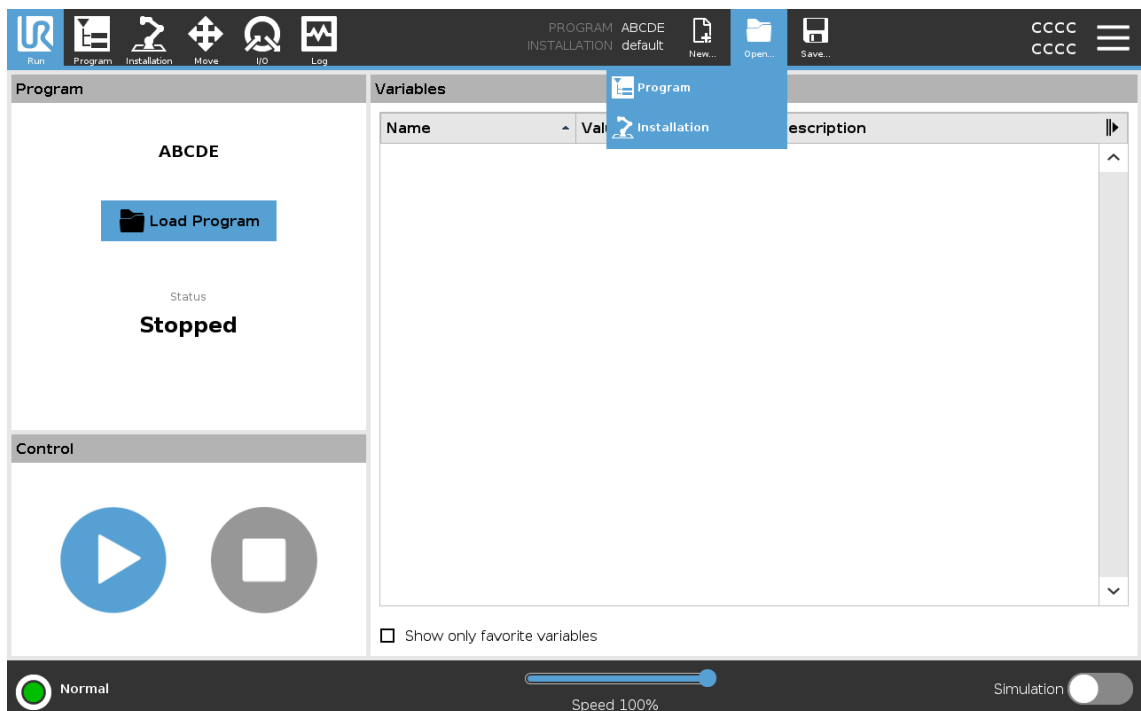 UR
Run
Program
Installation
Move
I/O
Log
PROGRAM ABCDE
INSTALLATION default
New...
Open...
Save...
CCCC
CCCC
Program
Installation
Program
ABCDE
Load Program
Status
Stopped
Control
Variables
Name
Val
escription
Show only favorite variables
Normal
Speed 100%
Simulation